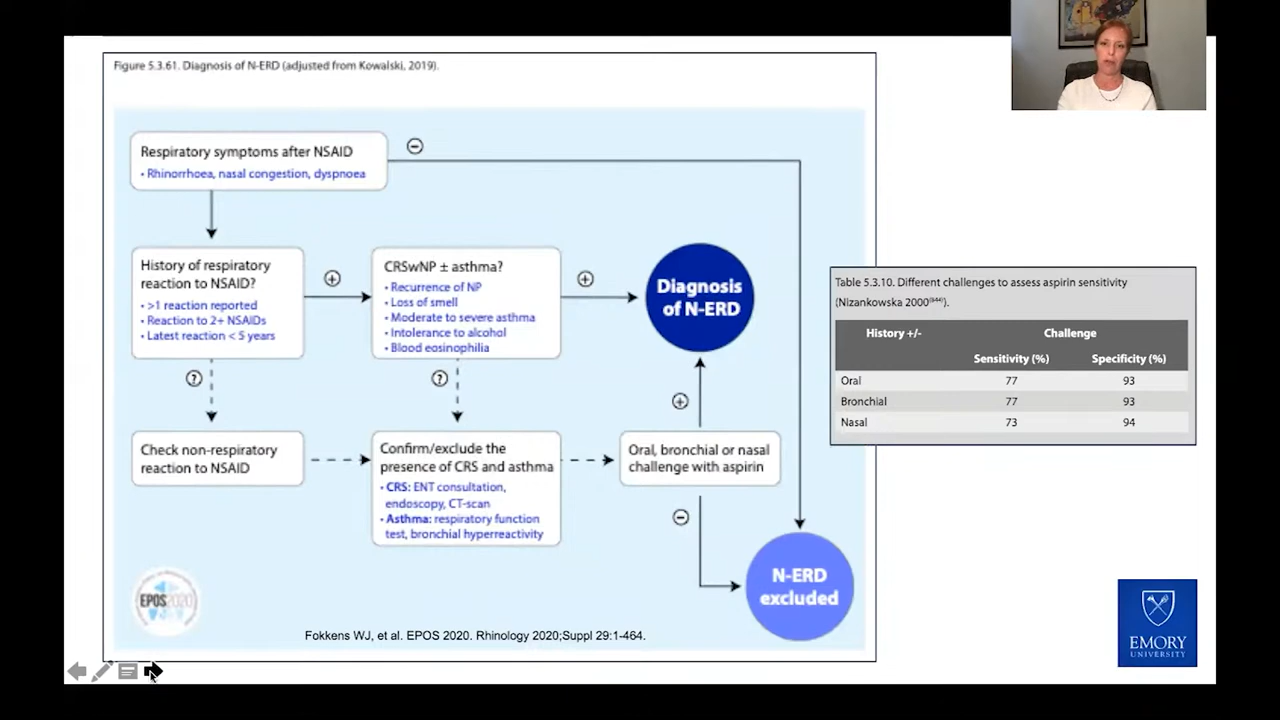 Figure 5.3.61. Diagnosis of N-ERD (adjusted from Kowalski, 2019).
Respiratory symptoms after NSAID
• Rhinorrhoea, nasal congestion, dyspnoea
−
History of respiratory
reaction to NSAID?
• >1 reaction reported
• Reaction to 2+ NSAIDs
• Latest reaction < 5 years
+
CRSwNP ± asthma?
• Recurrence of NP
• Loss of smell
• Moderate to severe asthma
• Intolerance to alcohol
• Blood eosinophilia
+
Diagnosis
of N-ERD
?
?
+
Check non-respiratory
reaction to NSAID
Confirm/exclude the
presence of CRS and asthma
• CRS: ENT consultation,
endoscopy, CT-scan
• Asthma: respiratory function
test, bronchial hyperreactivity
Oral, bronchial or nasal
challenge with aspirin
−
N-ERD
excluded
EPOS2020
Fokkens WJ, et al. EPOS 2020. Rhinology 2020;Suppl 29:1-464.
Table 5.3.10. Different challenges to assess aspirin sensitivity
(Nizankowska 2000).
History +/- Challenge
Sensitivity (%) Specificity (%)
Oral 77 93
Bronchial 77 93
Nasal 73 94
EMORY
UNIVERSITY